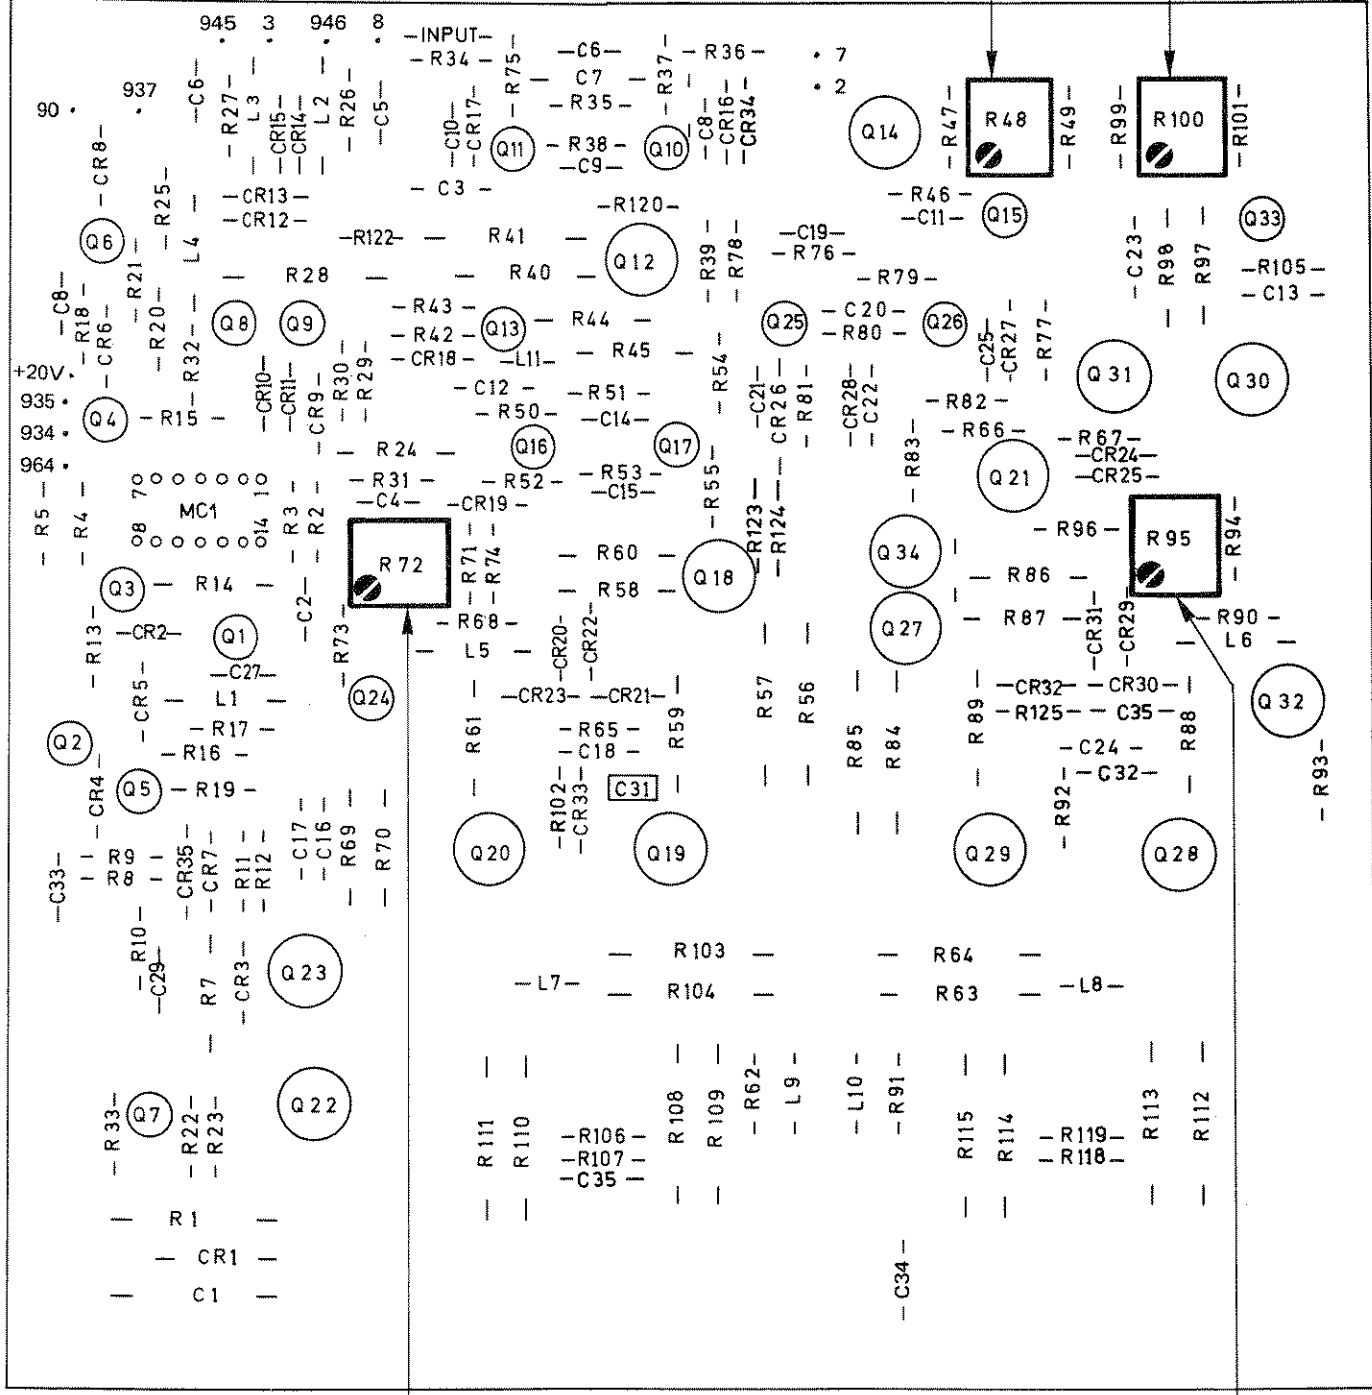 945 3 946 8 -INPUT-
-R34-
-C6-
-R36-
7
937
C6
R27
L3
CR15
CR14
L2
R26
C5
C10
CR17
R75
C7
R37
2
90
-R35-
C8
CR16
CR34
Q14
R47
R48
R49
R99
R100
R101
CR8
Q11
-R38-
Q10
-C9-
R25
-CR13-
-C3-
-R46-
-CR12-
-R120-
-C11-
Q15
Q33
Q6
L4
-R122-
R41
Q12
R39
R78
-C19-
-R76-
C23
R98
R97
R21
R28
R40
-R79-
-R105-
-C13-
C8
R18
CR6
R20
R32
Q8
Q9
-R43-
-R42-
-CR18-
Q13
R44
-L11-
R45
R54
Q25
-C20-
-R80-
Q26
C25
CR27
R77
+20V
CR10
CR11
CR9
R30
R29
-C12-
-R51-
C21
CR26
R81
CR28
C22
-R82-
Q31
Q30
935
Q4
-R15-
-R50-
-C14-
934
R24
Q16
Q17
R83
-R66-
-R67-
-CR24-
964
-R31-
-R52-
-R53-
R55
Q21
-CR25-
R5
R4
7 1
MC1
8 14
R3
R2
-C4-
-CR19-
-C15-
R123
R124
R72
R71
R74
-R60-
Q18
Q34
-R96-
R95
R94
Q3
-R14-
-R58-
-R86-
R13
-CR2-
Q1
C2
R73
-R68-
CR20
CR22
Q27
-R87-
CR31
CR29
-R90-
-C27-
L5
L6
CR5
L1
Q24
-CR23-
-CR21-
R57
R56
-CR32-
-CR30-
Q32
-R17-
R61
-R65-
R59
R85
R84
R89
-R125-
-C35-
R88
Q2
-R16-
-C18-
-C24-
CR4
Q5
-R19-
R102
CR33
C31
R92
-C32-
R93
C33
R9
R8
CR35
CR7
R11
R12
C17
C16
R69
R70
Q20
Q19
Q29
Q28
R10
C29
R7
CR3
Q23
R103
R64
-L7-
R104
R63
-L8-
R33
Q7
R22
R23
Q22
R111
R110
-R106-
-R107-
-C35-
R108
R109
R62
L9
L10
R91
R115
R114
-R119-
-R118-
R113
R112
R1
CR1
C1
C34